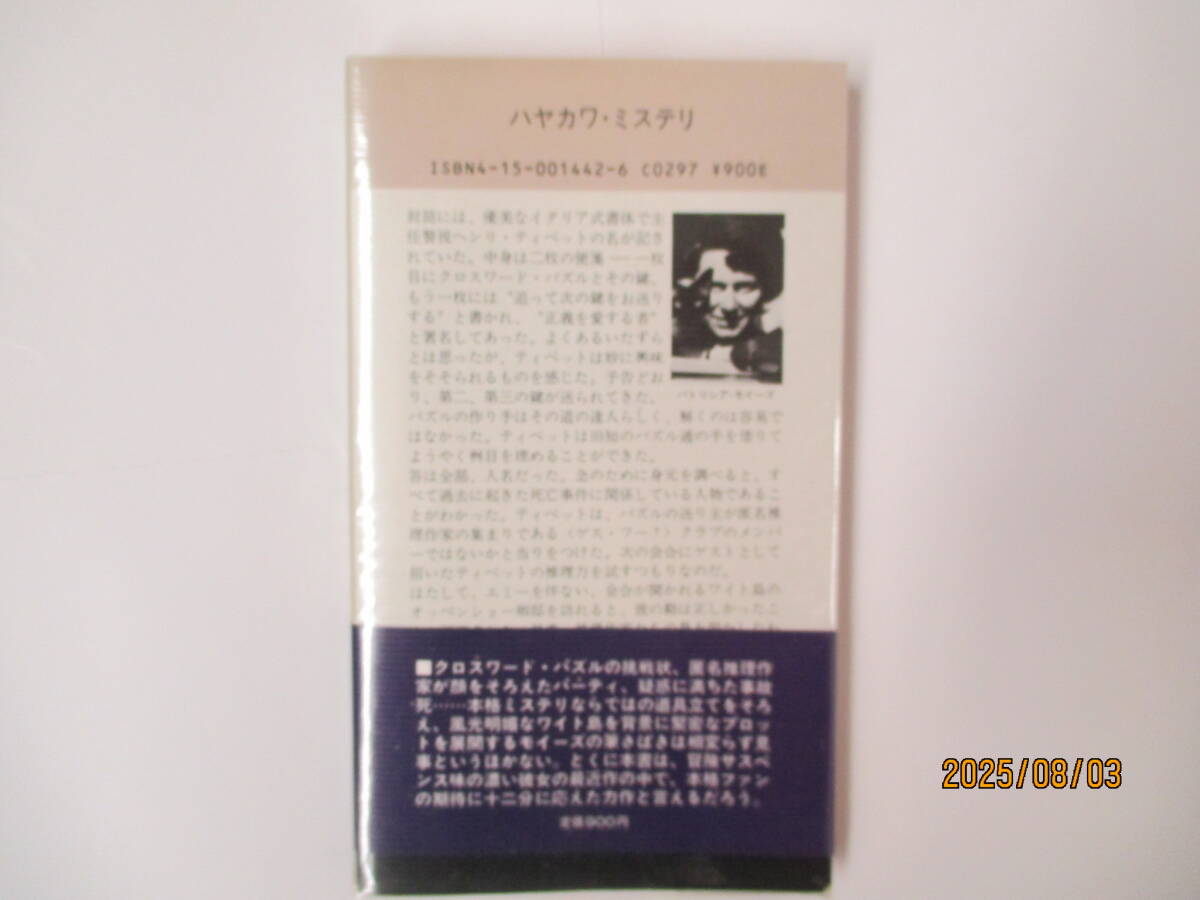 ハヤカワ・ミステリ
ISBN4-15-001442-6 C0297 ¥900E
封筒には、優美なイタリア式書体で主
任警視ヘンリ・ティベットの名が記さ
れていた。中身は二枚の便箋——一枚
目にクロスワード・パズルとその鍵、
もう一枚には〝追って次の鍵をお送り
する〟と書かれ、〝正義を愛する者〟
と署名してあった。よくあるいたずら
とは思ったが、ティベットは妙に興味
をそそられるものを感じた。予告どお
り、第二、第三の鍵が送られてきた。
パズルの作り手はその道の達人らしく、解くのは容易で
はなかった。ティベットは旧知のパズル通の手を借りて
ようやく桝目を埋めることができた。
答は全部、人名だった。念のために身元を調べると、す
べて過去に起きた死亡事件に関係している人物であるこ
とがわかった。ティベットは、パズルの送り主が匿名推
理作家の集まりである〈ゲス・フーク〉クラブのメンバ
ーではないかと当りをつけた。次の会合にゲストとして
招いたティベットの推理力を試すつもりなのだ。
はたして、エミーを伴ない、会合が開かれるワイト島の
オッペンショー卿邸を訪れると、彼の勘は正しかったこ
パトリシア・モイーズ
■クロスワード・パズルの挑戦状、匿名推理作
家が顔をそろえたパーティ、疑惑に満ちた事故
死……本格ミステリならではの道具立てをそろ
え、風光明媚なワイト島を背景に緊密なプロッ
トを展開するモイーズの筆さばきは相変らず見
事というほかない。とくに本書は、冒険サスペ
ンス味の濃い彼女の最近作の中で、本格ファン
の期待に十二分に応えた力作と言えるだろう。
定価900円
2025/08/03